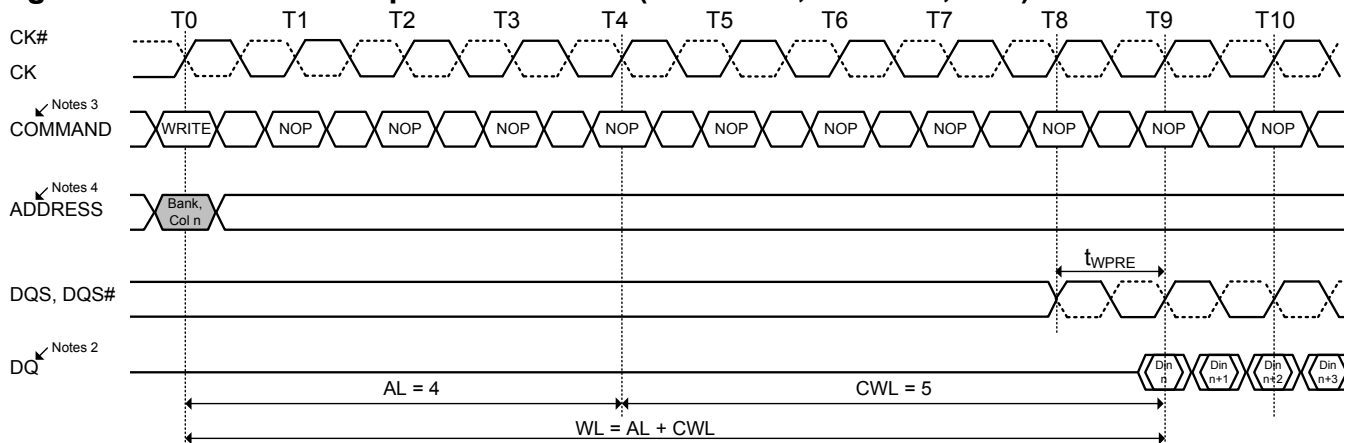 T0 T1 T2 T3 T4 T5 T6 T7 T8 T9 T10
CK#
CK
Notes 3
COMMAND WRITE NOP NOP NOP NOP NOP NOP NOP NOP NOP NOP
Notes 4
ADDRESS
Bank,
Col n
tWPRE
DQS, DQS#
Notes 2
DQ
Din Din Din Din
n n+1 n+2 n+3
AL = 4 CWL = 5
WL = AL + CWL